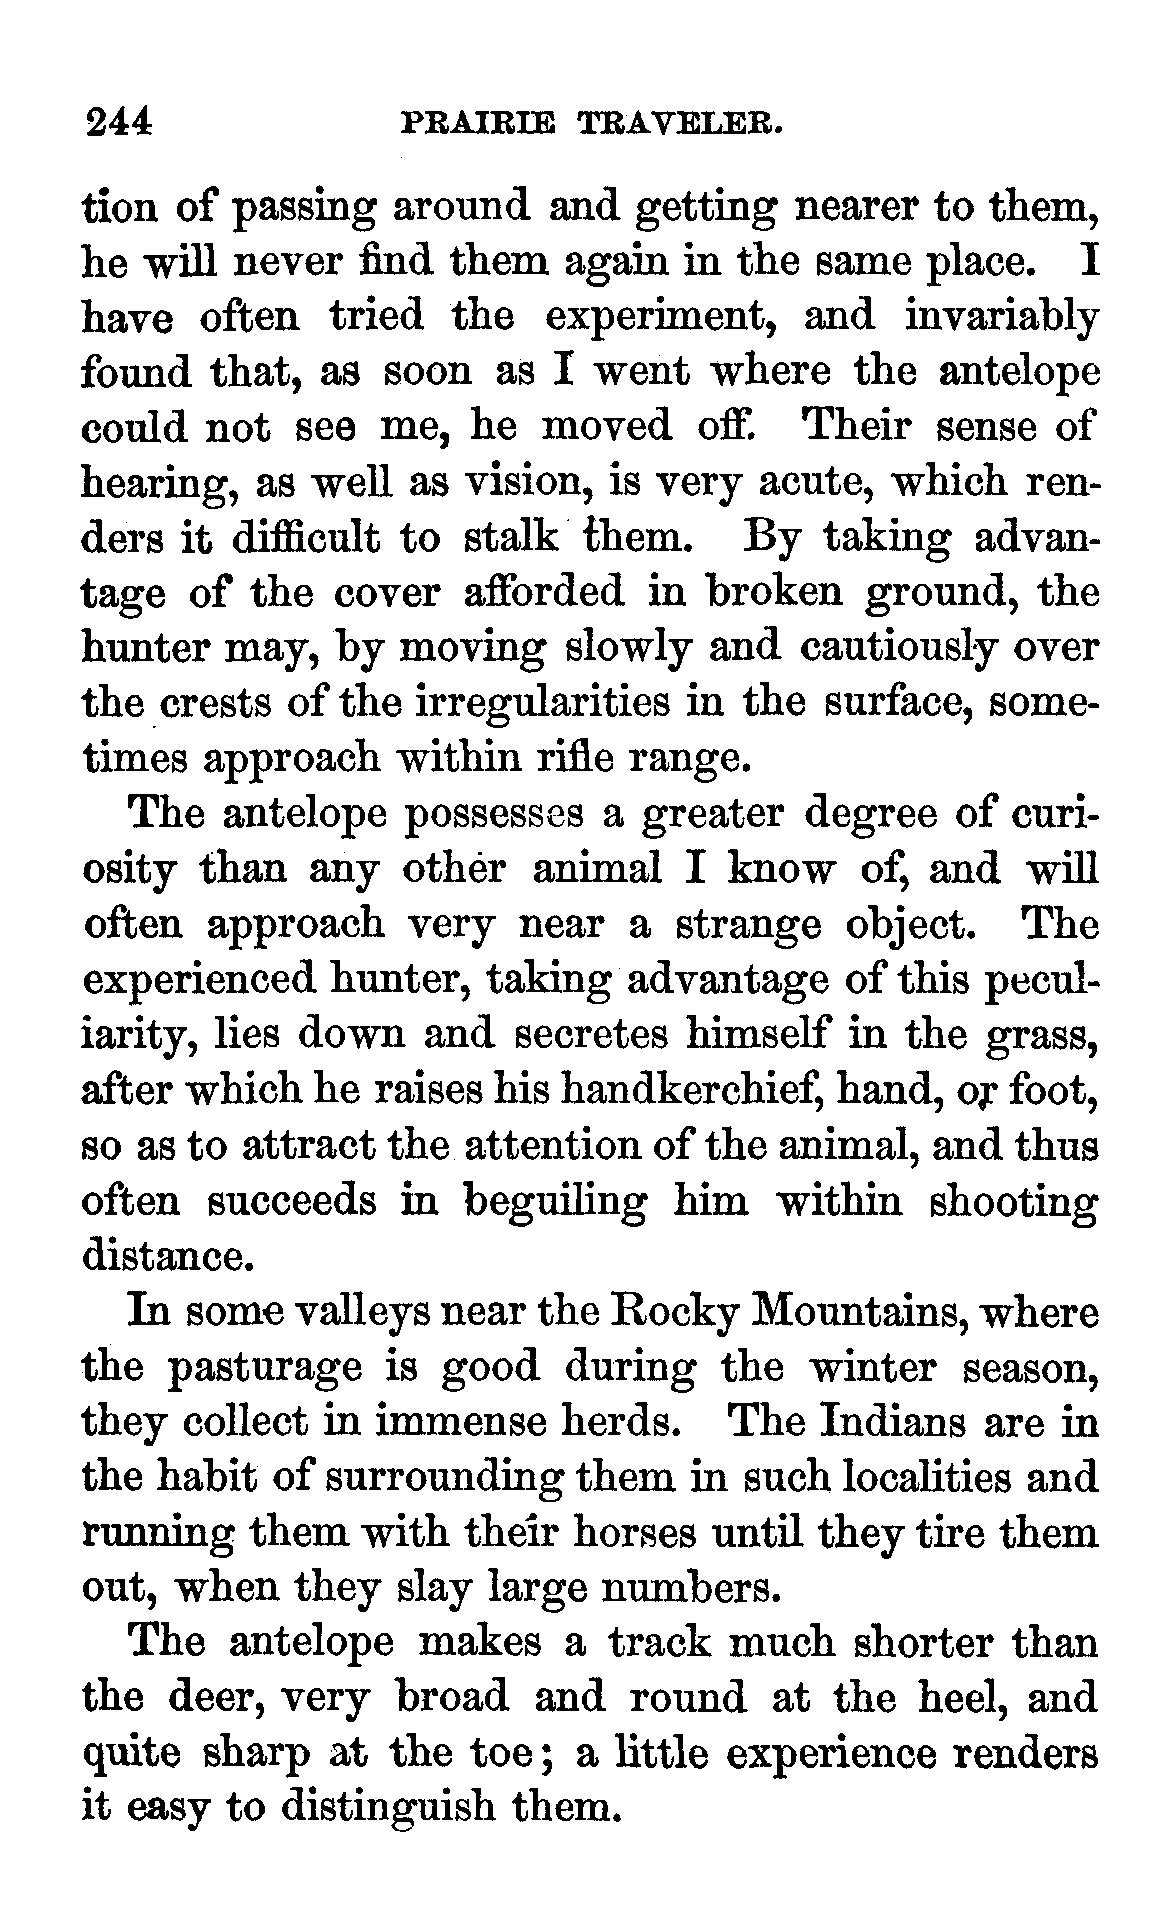 244 PRAIRIE TRAVELER.
tion of passing around and getting nearer to them,
he will never find them again in the same place. I
have often tried the experiment, and invariably
found that, as soon as I went where the antelope
could not see me, he moved off. Their sense of
hearing, as well as vision, is very acute, which ren-
ders it difficult to stalk them. By taking advan-
tage of the cover afforded in broken ground, the
hunter may, by moving slowly and cautiously over
the crests of the irregularities in the surface, some-
times approach within rifle range.
The antelope possesses a greater degree of curi-
osity than any other animal I know of, and will
often approach very near a strange object. The
experienced hunter, taking advantage of this pecul-
iarity, lies down and secretes himself in the grass,
after which he raises his handkerchief, hand, or foot,
so as to attract the attention of the animal, and thus
often succeeds in beguiling him within shooting
distance.
In some valleys near the Rocky Mountains, where
the pasturage is good during the winter season,
they collect in immense herds. The Indians are in
the habit of surrounding them in such localities and
running them with their horses until they tire them
out, when they slay large numbers.
The antelope makes a track much shorter than
the deer, very broad and round at the heel, and
quite sharp at the toe; a little experience renders
it easy to distinguish them.